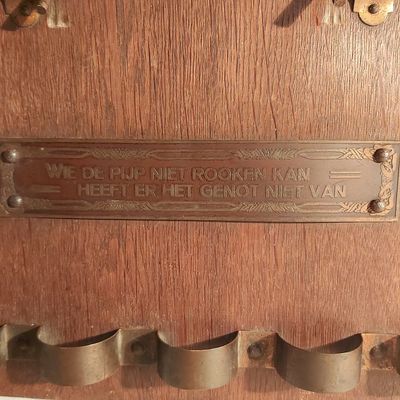 WIE DE PIJP NIET ROOKEN KAN
HEEFT ER HET GENOT NIET VAN